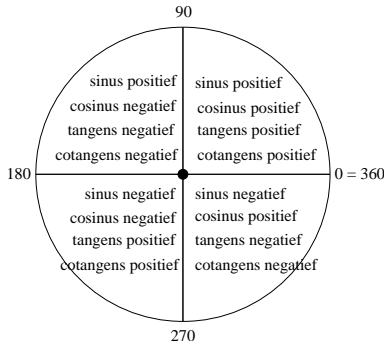 90
sinus positief
cosinus negatief
tangens negatief
cotangens negatief
sinus positief
cosinus positief
tangens positief
cotangens positief
180
0 = 360
sinus negatief
cosinus negatief
tangens positief
cotangens positief
sinus negatief
cosinus positief
tangens negatief
cotangens negatief
270